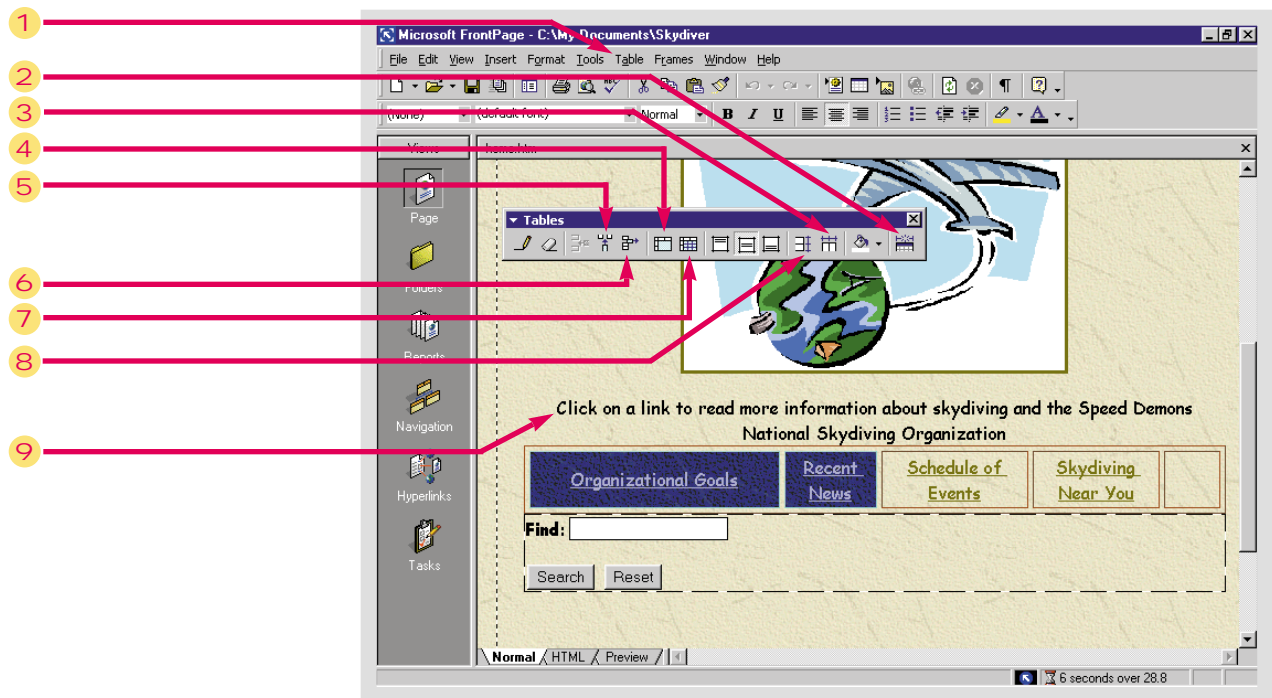 1
2
3
4
5
6
7
8
9
Microsoft FrontPage - C:\My Documents\Skydiver
File Edit View Insert Format Tools Table Frames Window Help
(None) (default font) Normal B I U A
Views home.htm
Page
Folders
Reports
Navigation
Hyperlinks
Tasks
Tables
Click on a link to read more information about skydiving and the Speed Demons
National Skydiving Organization
Organizational Goals
Recent
News
Schedule of
Events
Skydiving
Near You
Find:
Search Reset
Normal HTML Preview
6 seconds over 28.8